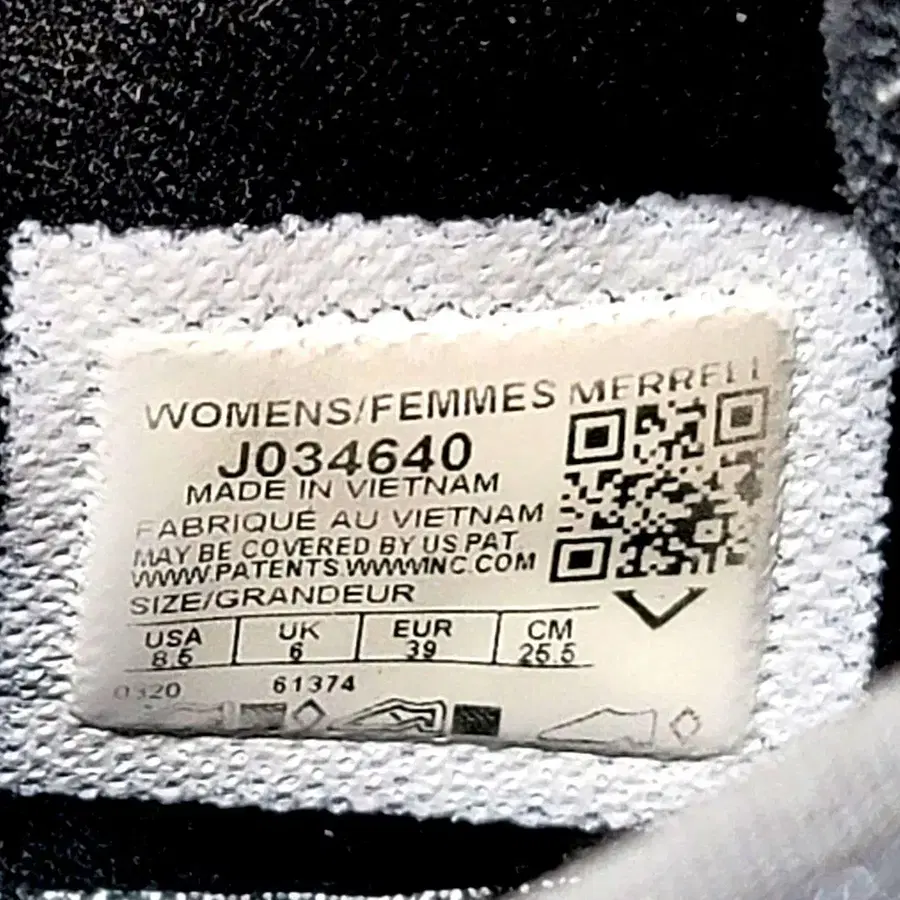 WOMENS/FEMMES MERRELL
J034640
MADE IN VIETNAM
FABRIQUÉ AU VIETNAM
MAY BE COVERED BY US PAT.
WWW.PATENTS.WWWINC.COM
SIZE/GRANDEUR
USA UK EUR CM
8.5 6 39 25.5
0320 61374